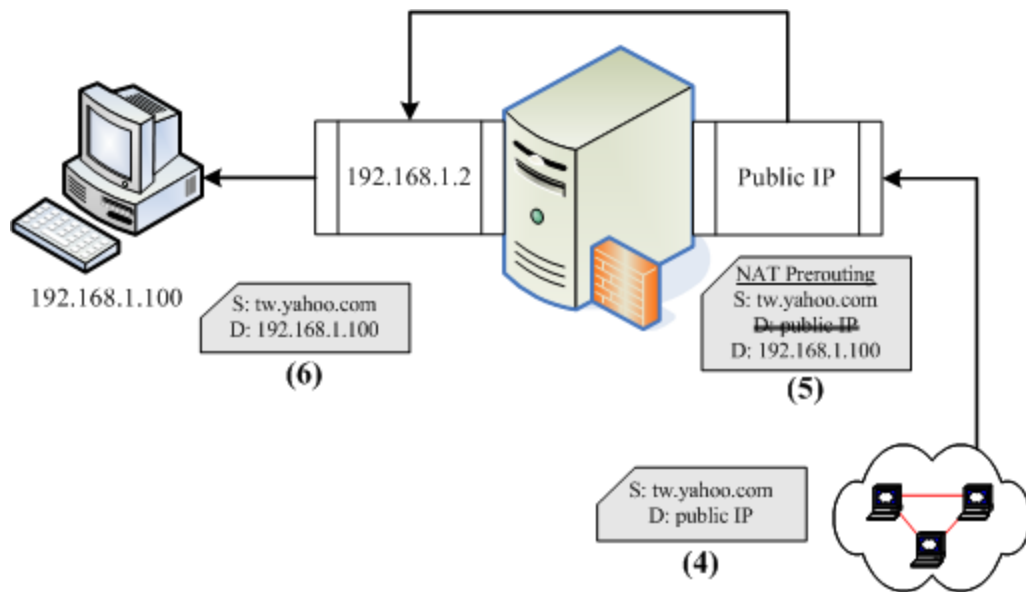 192.168.1.2
Public IP
192.168.1.100
S: tw.yahoo.com
D: 192.168.1.100
(6)
NAT Prerouting
S: tw.yahoo.com
D: public IP
D: 192.168.1.100
(5)
S: tw.yahoo.com
D: public IP
(4)